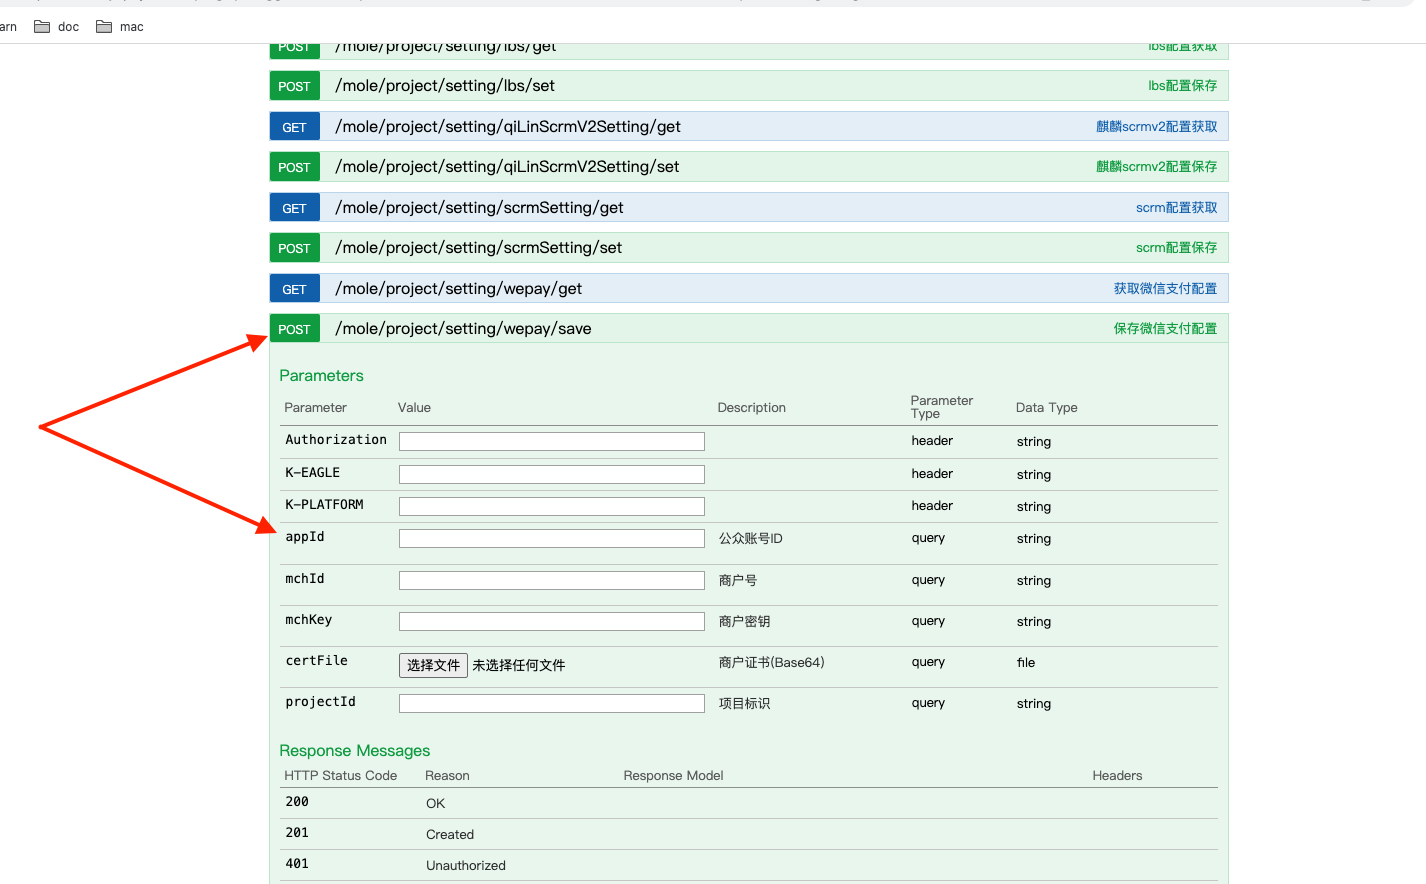 arn doc mac
POST /mole/project/setting/lbs/get lbs配置获取
POST /mole/project/setting/lbs/set lbs配置保存
GET /mole/project/setting/qiLinScrmV2Setting/get 麒麟scrmv2配置获取
POST /mole/project/setting/qiLinScrmV2Setting/set 麒麟scrmv2配置保存
GET /mole/project/setting/scrmSetting/get scrm配置获取
POST /mole/project/setting/scrmSetting/set scrm配置保存
GET /mole/project/setting/wepay/get 获取微信支付配置
POST /mole/project/setting/wepay/save 保存微信支付配置
Parameters
Parameter Value Description Parameter Type Data Type
Authorization header string
K-EAGLE header string
K-PLATFORM header string
appId 公众账号ID query string
mchId 商户号 query string
mchKey 商户密钥 query string
certFile 选择文件 未选择任何文件 商户证书(Base64) query file
projectId 项目标识 query string
Response Messages
HTTP Status Code Reason Response Model Headers
200 OK
201 Created
401 Unauthorized